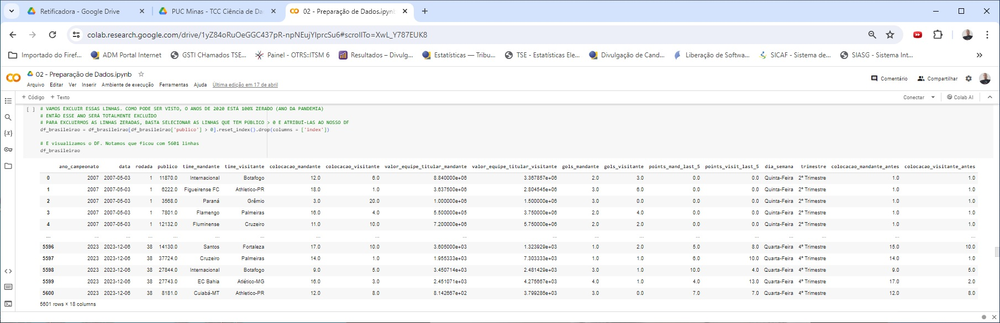 Retificadora - Google Drive
PUC Minas - TCC Ciência de Da
02 - Preparação de Dados.ipynb
colab.research.google.com/drive/1yZ84oRuOeGGC437pR-npNEujYIprcSu6#scrollTo=XwL_Y787EUK8
Importado do Firef... ADM Portal Internet GSTI CHamados TSE... Painel - OTRS::ITSM 6 Resultados – Divulg... Estatísticas — Tribu... TSE - Estatísticas Ele... Divulgação de Cand... Liberação de Softwa... SICAF - Sistema de... SIASG - Sistema Int...
02 - Preparação de Dados.ipynb
Comentário Compartilhar
Arquivo Editar Ver Inserir Ambiente de execução Ferramentas Ajuda Última edição em 17 de abril
+ Código + Texto Conectar Colab AI
[ ] # VAMOS EXCLUIR ESSAS LINHAS. COMO PODE SER VISTO, O ANOS DE 2020 ESTÁ 100% ZERADO (ANO DA PANDEMIA)
# ENTÃO ESSE ANO SERÁ TOTALMENTE EXCLUÍDO
# PARA EXCLUIRMOS AS LINHAS ZERADAS, BASTA SELECIONAR AS LINHAS QUE TEM PÚBLICO > 0 E ATRIBUÍ-LAS AO NOSSO DF
df_brasileirao = df_brasileirao[df_brasileirao['publico'] > 0].reset_index().drop(columns = ['index'])
# E visualizamos o DF. Notamos que ficou com 5601 linhas
df_brasileirao
ano_campeonato data rodada publico time_mandante time_visitante colocacao_mandante colocacao_visitante valor_equipe_titular_mandante valor_equipe_titular_visitante gols_mandante gols_visitante points_mand_last_5 points_visit_last_5 dia_semana trimestre colocacao_mandante_antes colocacao_visitante_antes
0 2007 2007-05-03 1 11870.0 Internacional Botafogo 12.0 6.0 8.840000e+06 3.367857e+06 2.0 3.0 0.0 0.0 Quinta-Feira 2º Trimestre 1.0 1.0
1 2007 2007-05-03 1 6222.0 Figueirense FC Athletico-PR 18.0 1.0 3.637500e+06 2.804545e+06 3.0 6.0 0.0 0.0 Quinta-Feira 2º Trimestre 1.0 1.0
2 2007 2007-05-03 1 3568.0 Paraná Grêmio 3.0 20.0 1.000000e+06 1.500000e+06 3.0 0.0 0.0 0.0 Quinta-Feira 2º Trimestre 1.0 1.0
3 2007 2007-05-03 1 7801.0 Flamengo Palmeiras 16.0 4.0 5.500000e+05 3.750000e+06 2.0 4.0 0.0 0.0 Quinta-Feira 2º Trimestre 1.0 1.0
4 2007 2007-05-03 1 12132.0 Fluminense Cruzeiro 11.0 10.0 7.200000e+06 5.750000e+06 2.0 2.0 0.0 0.0 Quinta-Feira 2º Trimestre 1.0 1.0
... ... ... ... ... ... ... ... ... ... ... ... ... ... ... ... ... ... ...
5596 2023 2023-12-06 38 14130.0 Santos Fortaleza 17.0 10.0 3.605000e+03 1.323929e+03 1.0 2.0 5.0 8.0 Quarta-Feira 4º Trimestre 15.0 10.0
5597 2023 2023-12-06 38 37724.0 Cruzeiro Palmeiras 14.0 1.0 1.955333e+03 7.303333e+03 1.0 1.0 6.0 10.0 Quarta-Feira 4º Trimestre 14.0 1.0
5598 2023 2023-12-06 38 27844.0 Internacional Botafogo 9.0 5.0 3.450714e+03 2.481429e+03 3.0 1.0 10.0 4.0 Quarta-Feira 4º Trimestre 9.0 5.0
5599 2023 2023-12-06 38 27743.0 EC Bahia Atlético-MG 16.0 3.0 2.451071e+03 4.275667e+03 4.0 1.0 4.0 13.0 Quarta-Feira 4º Trimestre 17.0 2.0
5600 2023 2023-12-06 38 8181.0 Cuiabá-MT Athletico-PR 12.0 8.0 8.142667e+02 3.799286e+03 3.0 0.0 7.0 7.0 Quarta-Feira 4º Trimestre 12.0 8.0
5601 rows × 18 columns